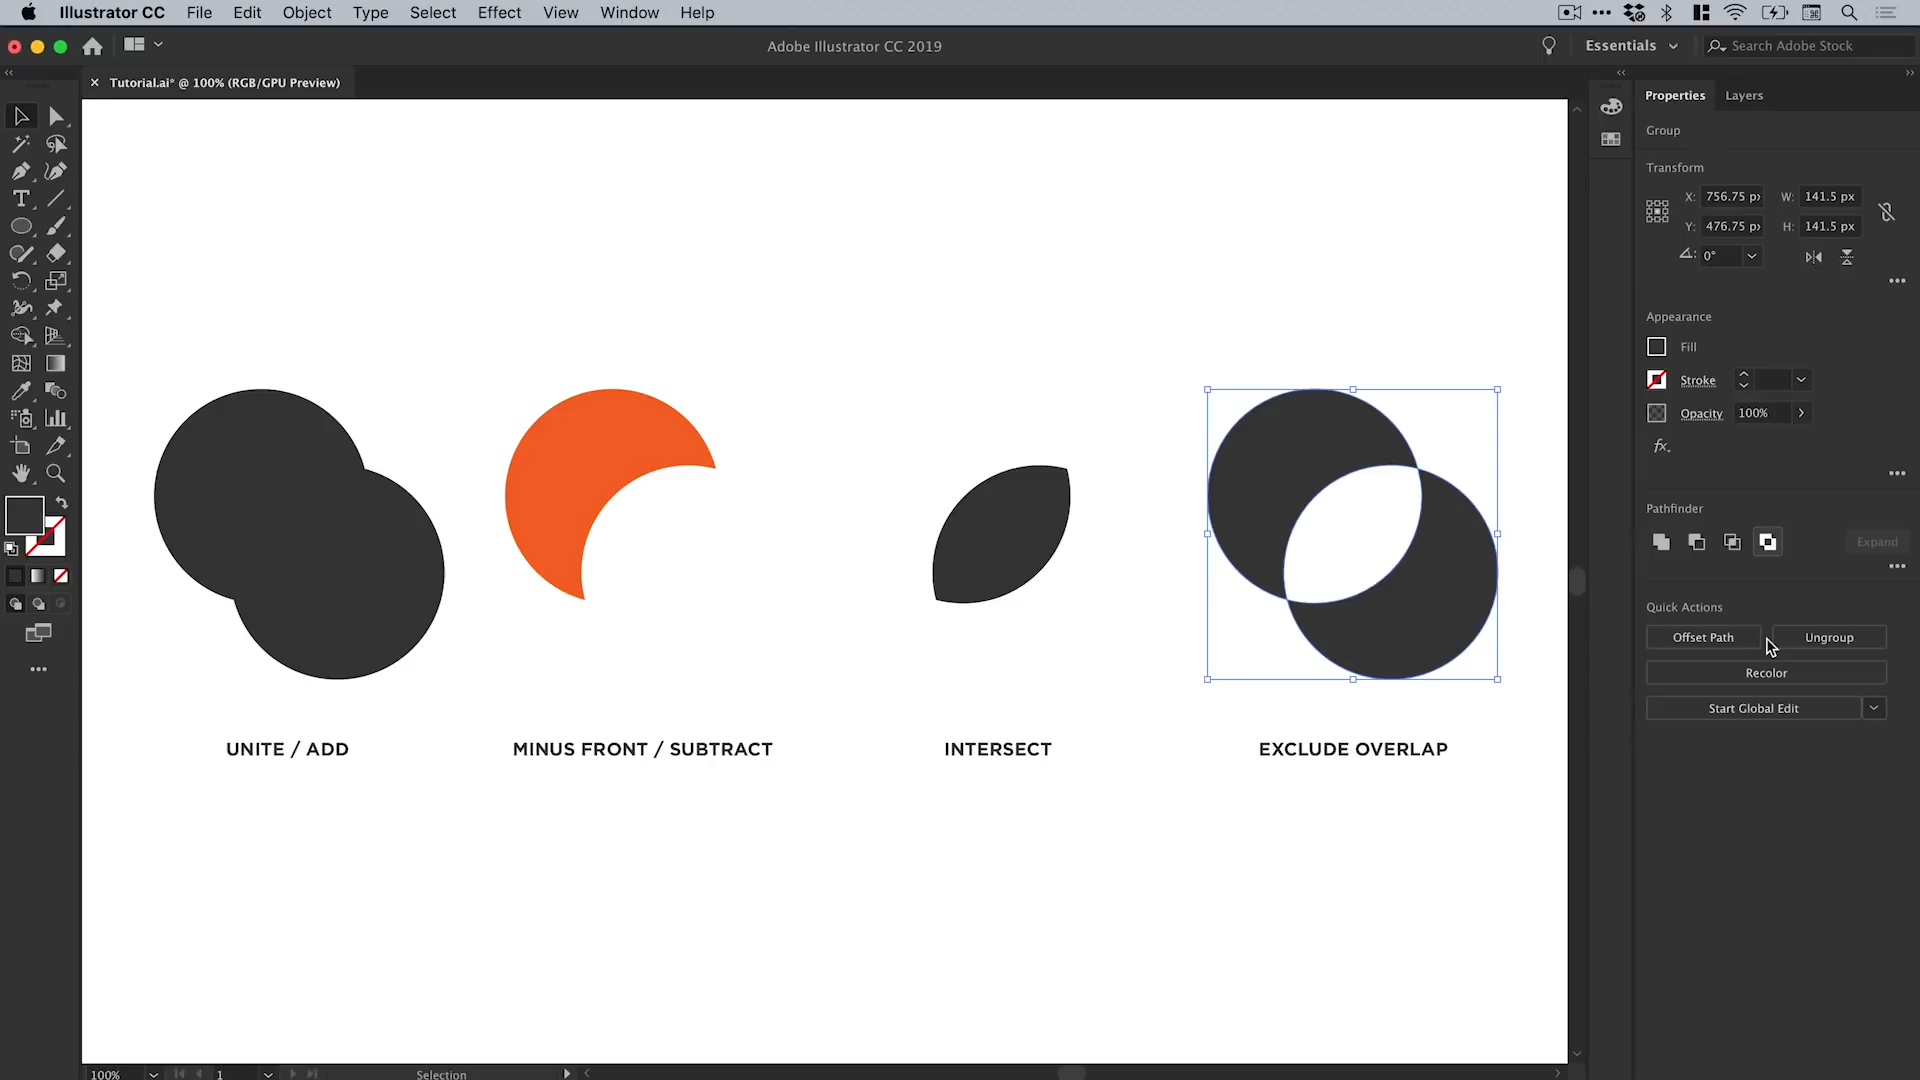 Illustrator CC File Edit Object Type Select Effect View Window Help
Adobe Illustrator CC 2019
Essentials
Search Adobe Stock
Tutorial.ai* @ 100% (RGB/GPU Preview)
Properties Layers
Group
Transform
X: 756.75 px W: 141.5 px
Y: 476.75 px H: 141.5 px
0°
Appearance
Fill
Stroke
Opacity 100%
fx
Pathfinder
Expand
Quick Actions
Offset Path Ungroup
Recolor
Start Global Edit
UNITE / ADD
MINUS FRONT / SUBTRACT
INTERSECT
EXCLUDE OVERLAP
100% 1 Selection